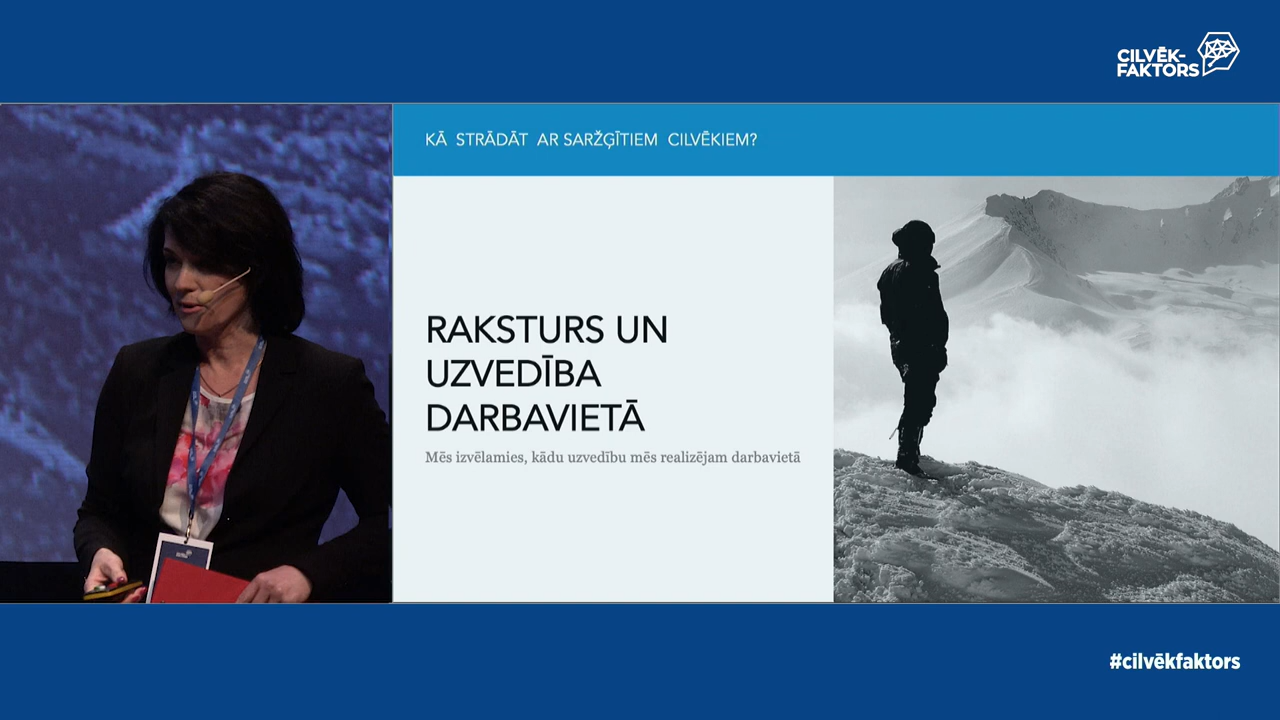 CILVĒK-
FAKTORS
KĀ STRĀDĀT AR SARŽĢĪTIEM CILVĒKIEM?
RAKSTURS UN
UZVEDĪBA
DARBAVIETĀ
Mēs izvēlamies, kādu uzvedību mēs realizējam darbavietā
#cilvēkfaktors